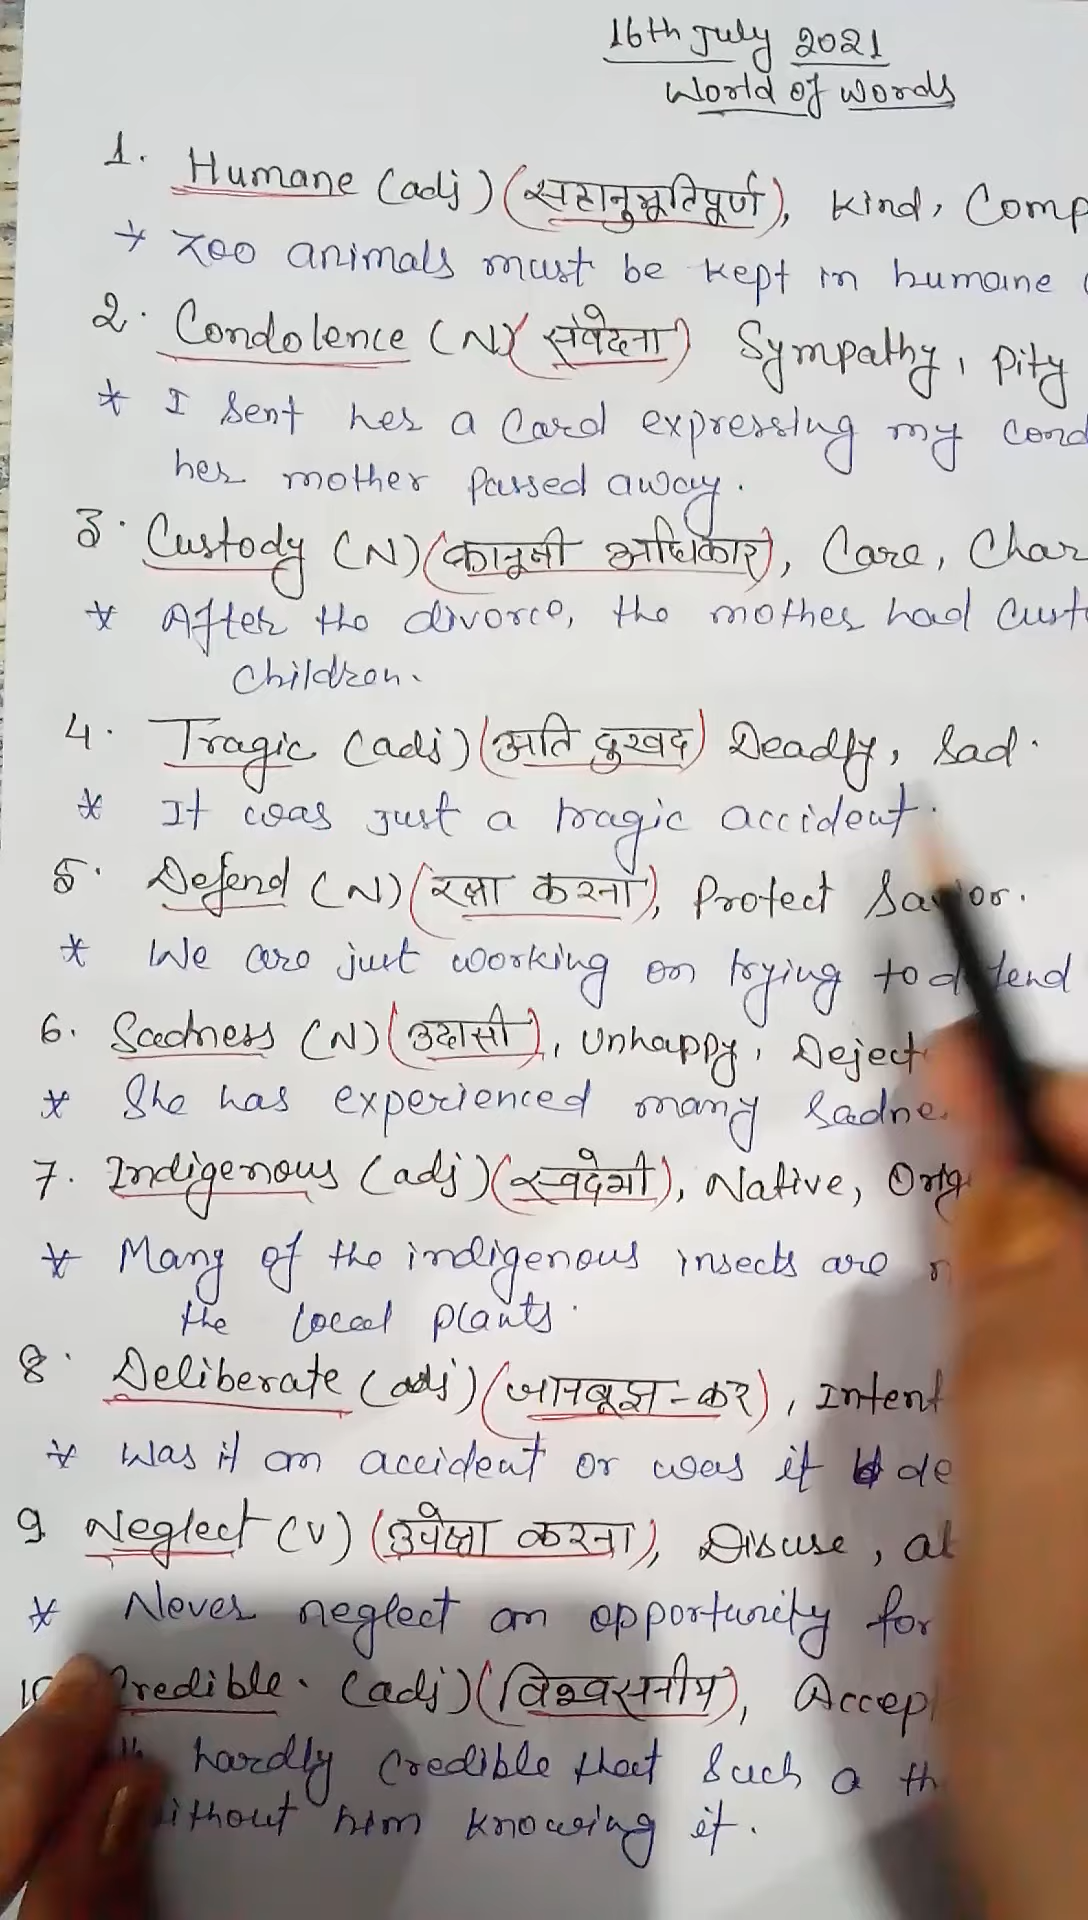 16th July 2021
World of Words
1. Humane (adj) (सहानुभूतिपूर्ण), Kind, Comp
* Zoo animals must be kept in humane
2. Condolence (N) (संवेदना) Sympathy, Pity
* I sent her a Card expressing my cond
her mother passed away.
3. Custody (N) (कानूनी अधिकार), Care, Char
* After the divorce, the mother had Cust
Children.
4. Tragic (adj) (अति दुखद) Deadly, Sad.
* It was just a tragic accident.
5. Defend (N) (रक्षा करना), Protect Savior.
* We are just working on trying to defend
6. Sadness (N) (उदासी), Unhappy, Deject
* She has experienced many Sadne
7. Indigenous (adj) (स्वदेशी), Native, Orig
* Many of the indigenous insects are
the local plants.
8. Deliberate (adj) (जानबूझ-कर), Intent
* Was it an accident or was it de
9 Neglect (V) (उपेक्षा करना), Disuse, ab
* Never neglect an opportunity for
10 Credible. (adj) (विश्वसनीय), Accep
hardly credible that such a th
without him knowing it.